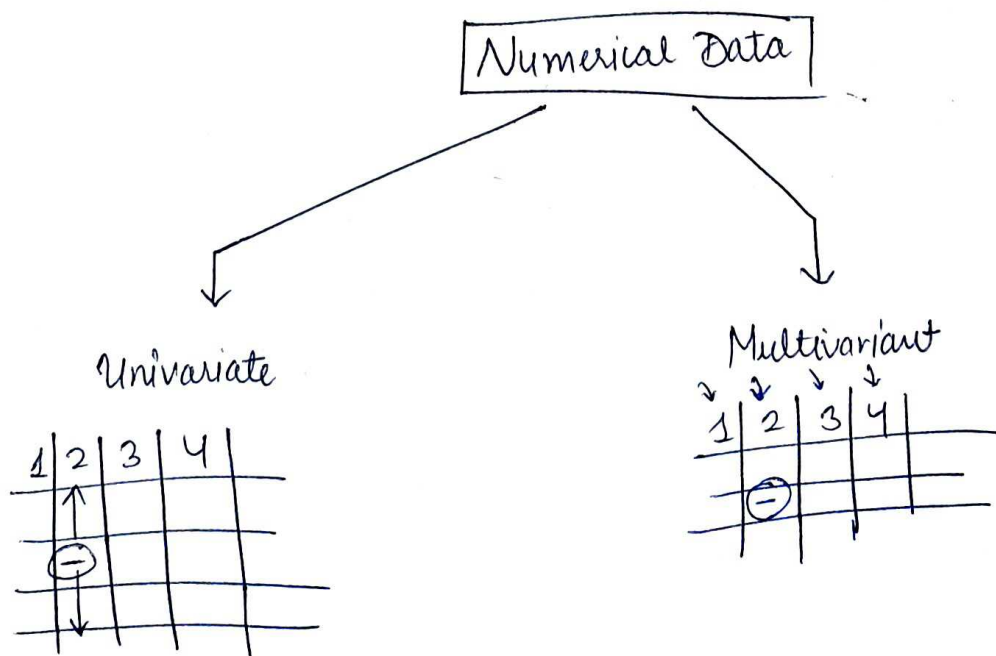 Numerical Data
Univariate
Multivariant
1 2 3 4
1 2 3 4